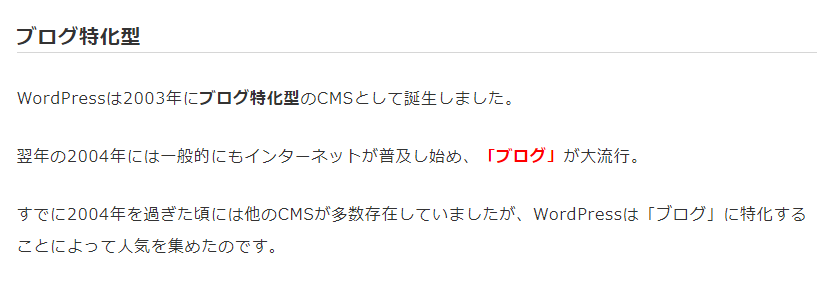 ブログ特化型
WordPressは2003年にブログ特化型のCMSとして誕生しました。
翌年の2004年には一般的にもインターネットが普及し始め、「ブログ」が大流行。
すでに2004年を過ぎた頃には他のCMSが多数存在していましたが、WordPressは「ブログ」に特化する
ことによって人気を集めたのです。